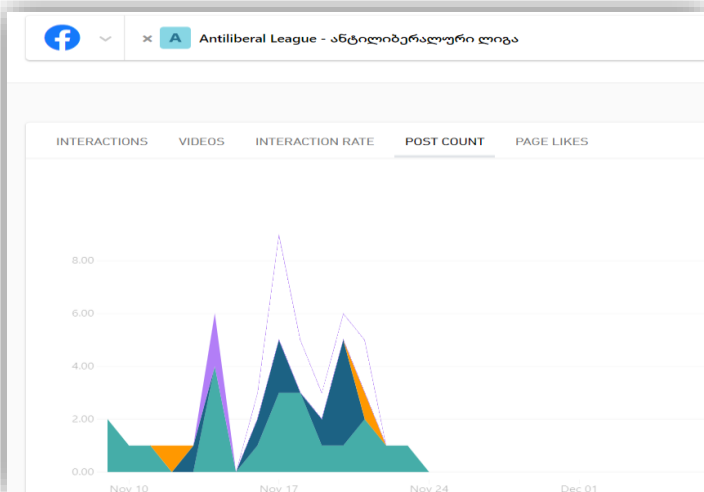 × A Antiliberal League - ანტილიბერალური ლიგა
INTERACTIONS VIDEOS INTERACTION RATE POST COUNT PAGE LIKES
8.00
6.00
4.00
2.00
0.00
Nov 10 Nov 17 Nov 24 Dec 01